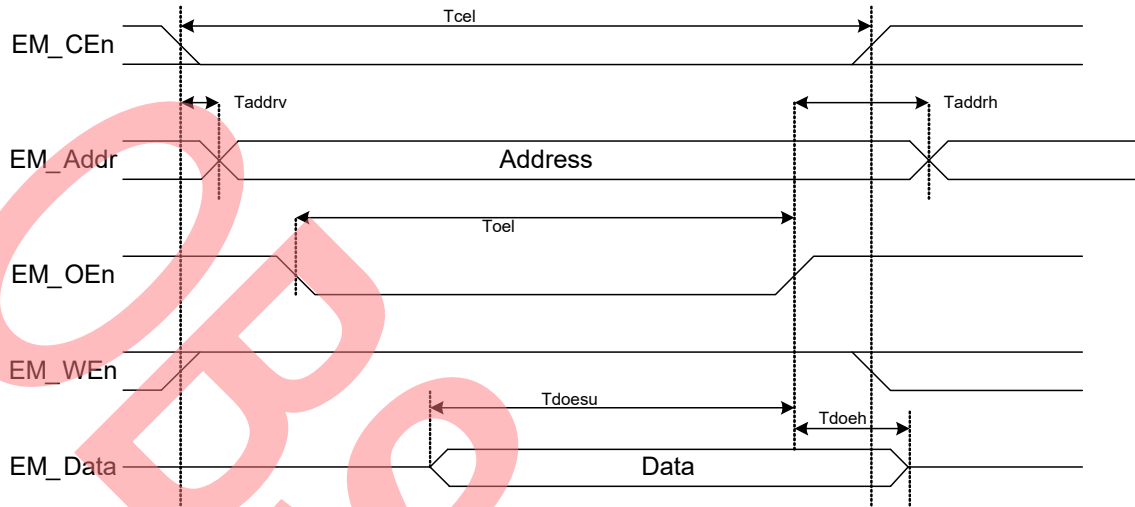 Tcel
EM_CEn
Taddrv
Taddrh
EM_Addr
Address
Toel
EM_OEn
EM_WEn
Tdoesu
Tdoeh
EM_Data
Data